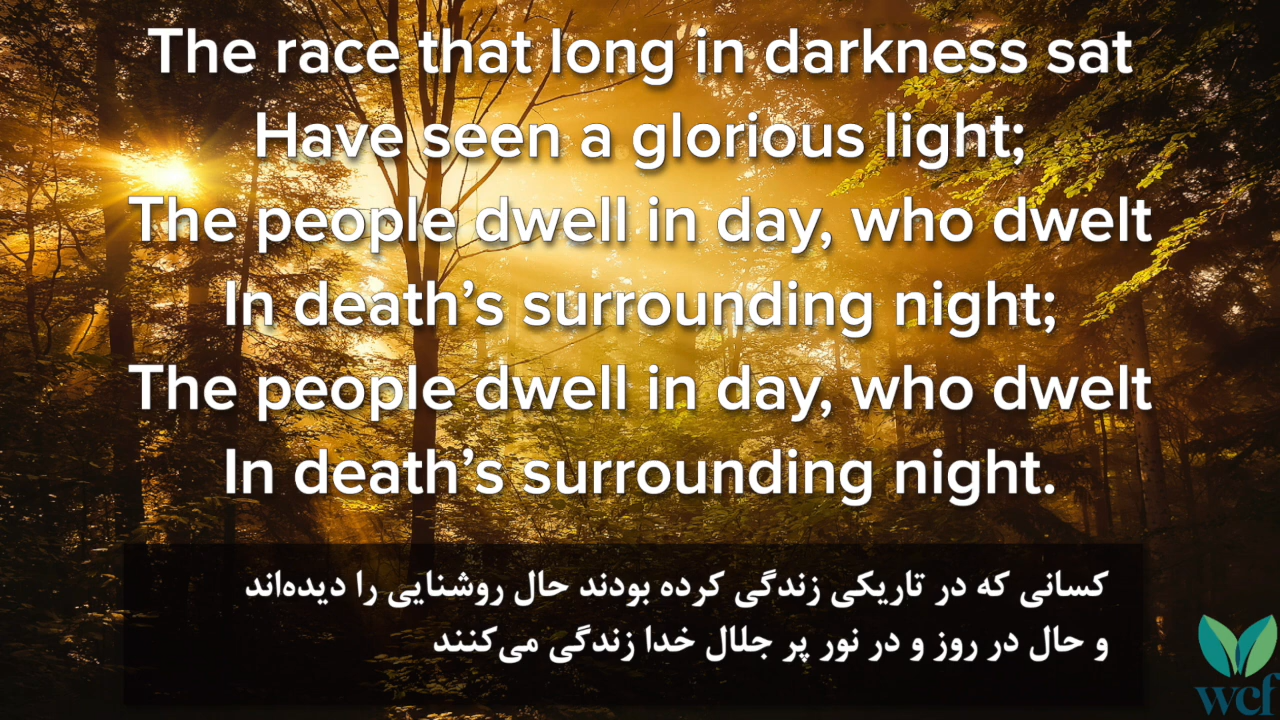 The race that long in darkness sat
Have seen a glorious light;
The people dwell in day, who dwelt
In death’s surrounding night;
The people dwell in day, who dwelt
In death’s surrounding night.
کسانی که در تاریکی زندگی کرده بودند حال روشنایی را دیده‌اند
و حال در روز و در نور پر جلال خدا زندگی می‌کنند
wcf